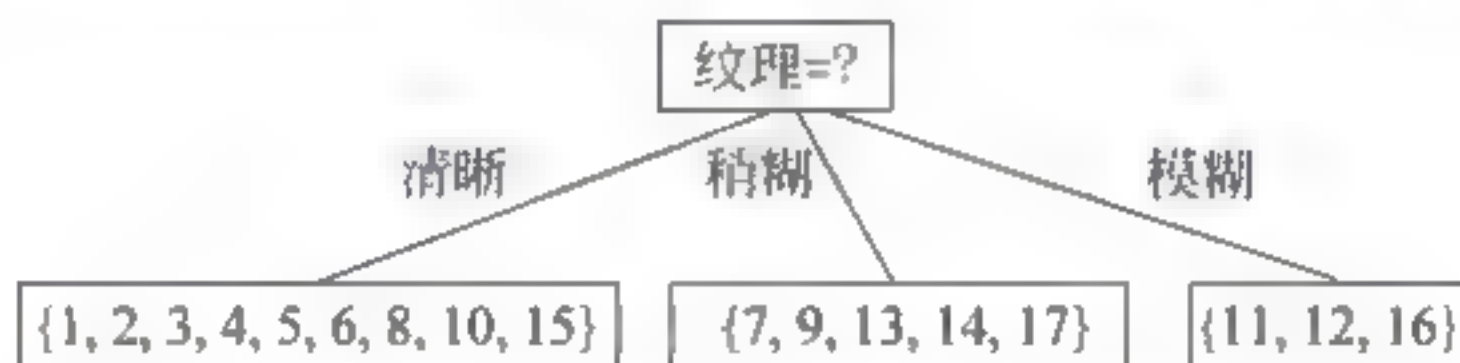 纹理=?
清晰 稍糊 模糊
{1, 2, 3, 4, 5, 6, 8, 10, 15} {7, 9, 13, 14, 17} {11, 12, 16}